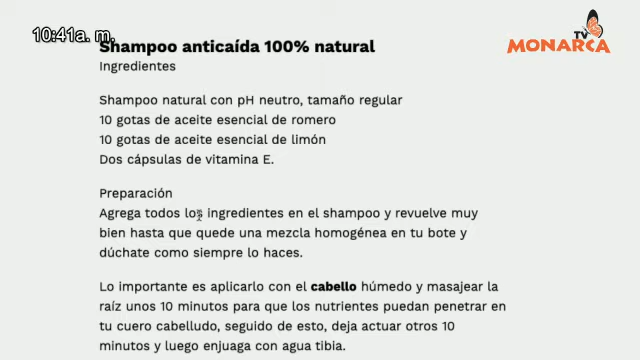 10:41a. m.
TV
MONARCA
Shampoo anticaída 100% natural
Ingredientes
Shampoo natural con pH neutro, tamaño regular
10 gotas de aceite esencial de romero
10 gotas de aceite esencial de limón
Dos cápsulas de vitamina E.
Preparación
Agrega todos los ingredientes en el shampoo y revuelve muy
bien hasta que quede una mezcla homogénea en tu bote y
dúchate como siempre lo haces.
Lo importante es aplicarlo con el cabello húmedo y masajear la
raíz unos 10 minutos para que los nutrientes puedan penetrar en
tu cuero cabelludo, seguido de esto, deja actuar otros 10
minutos y luego enjuaga con agua tibia.